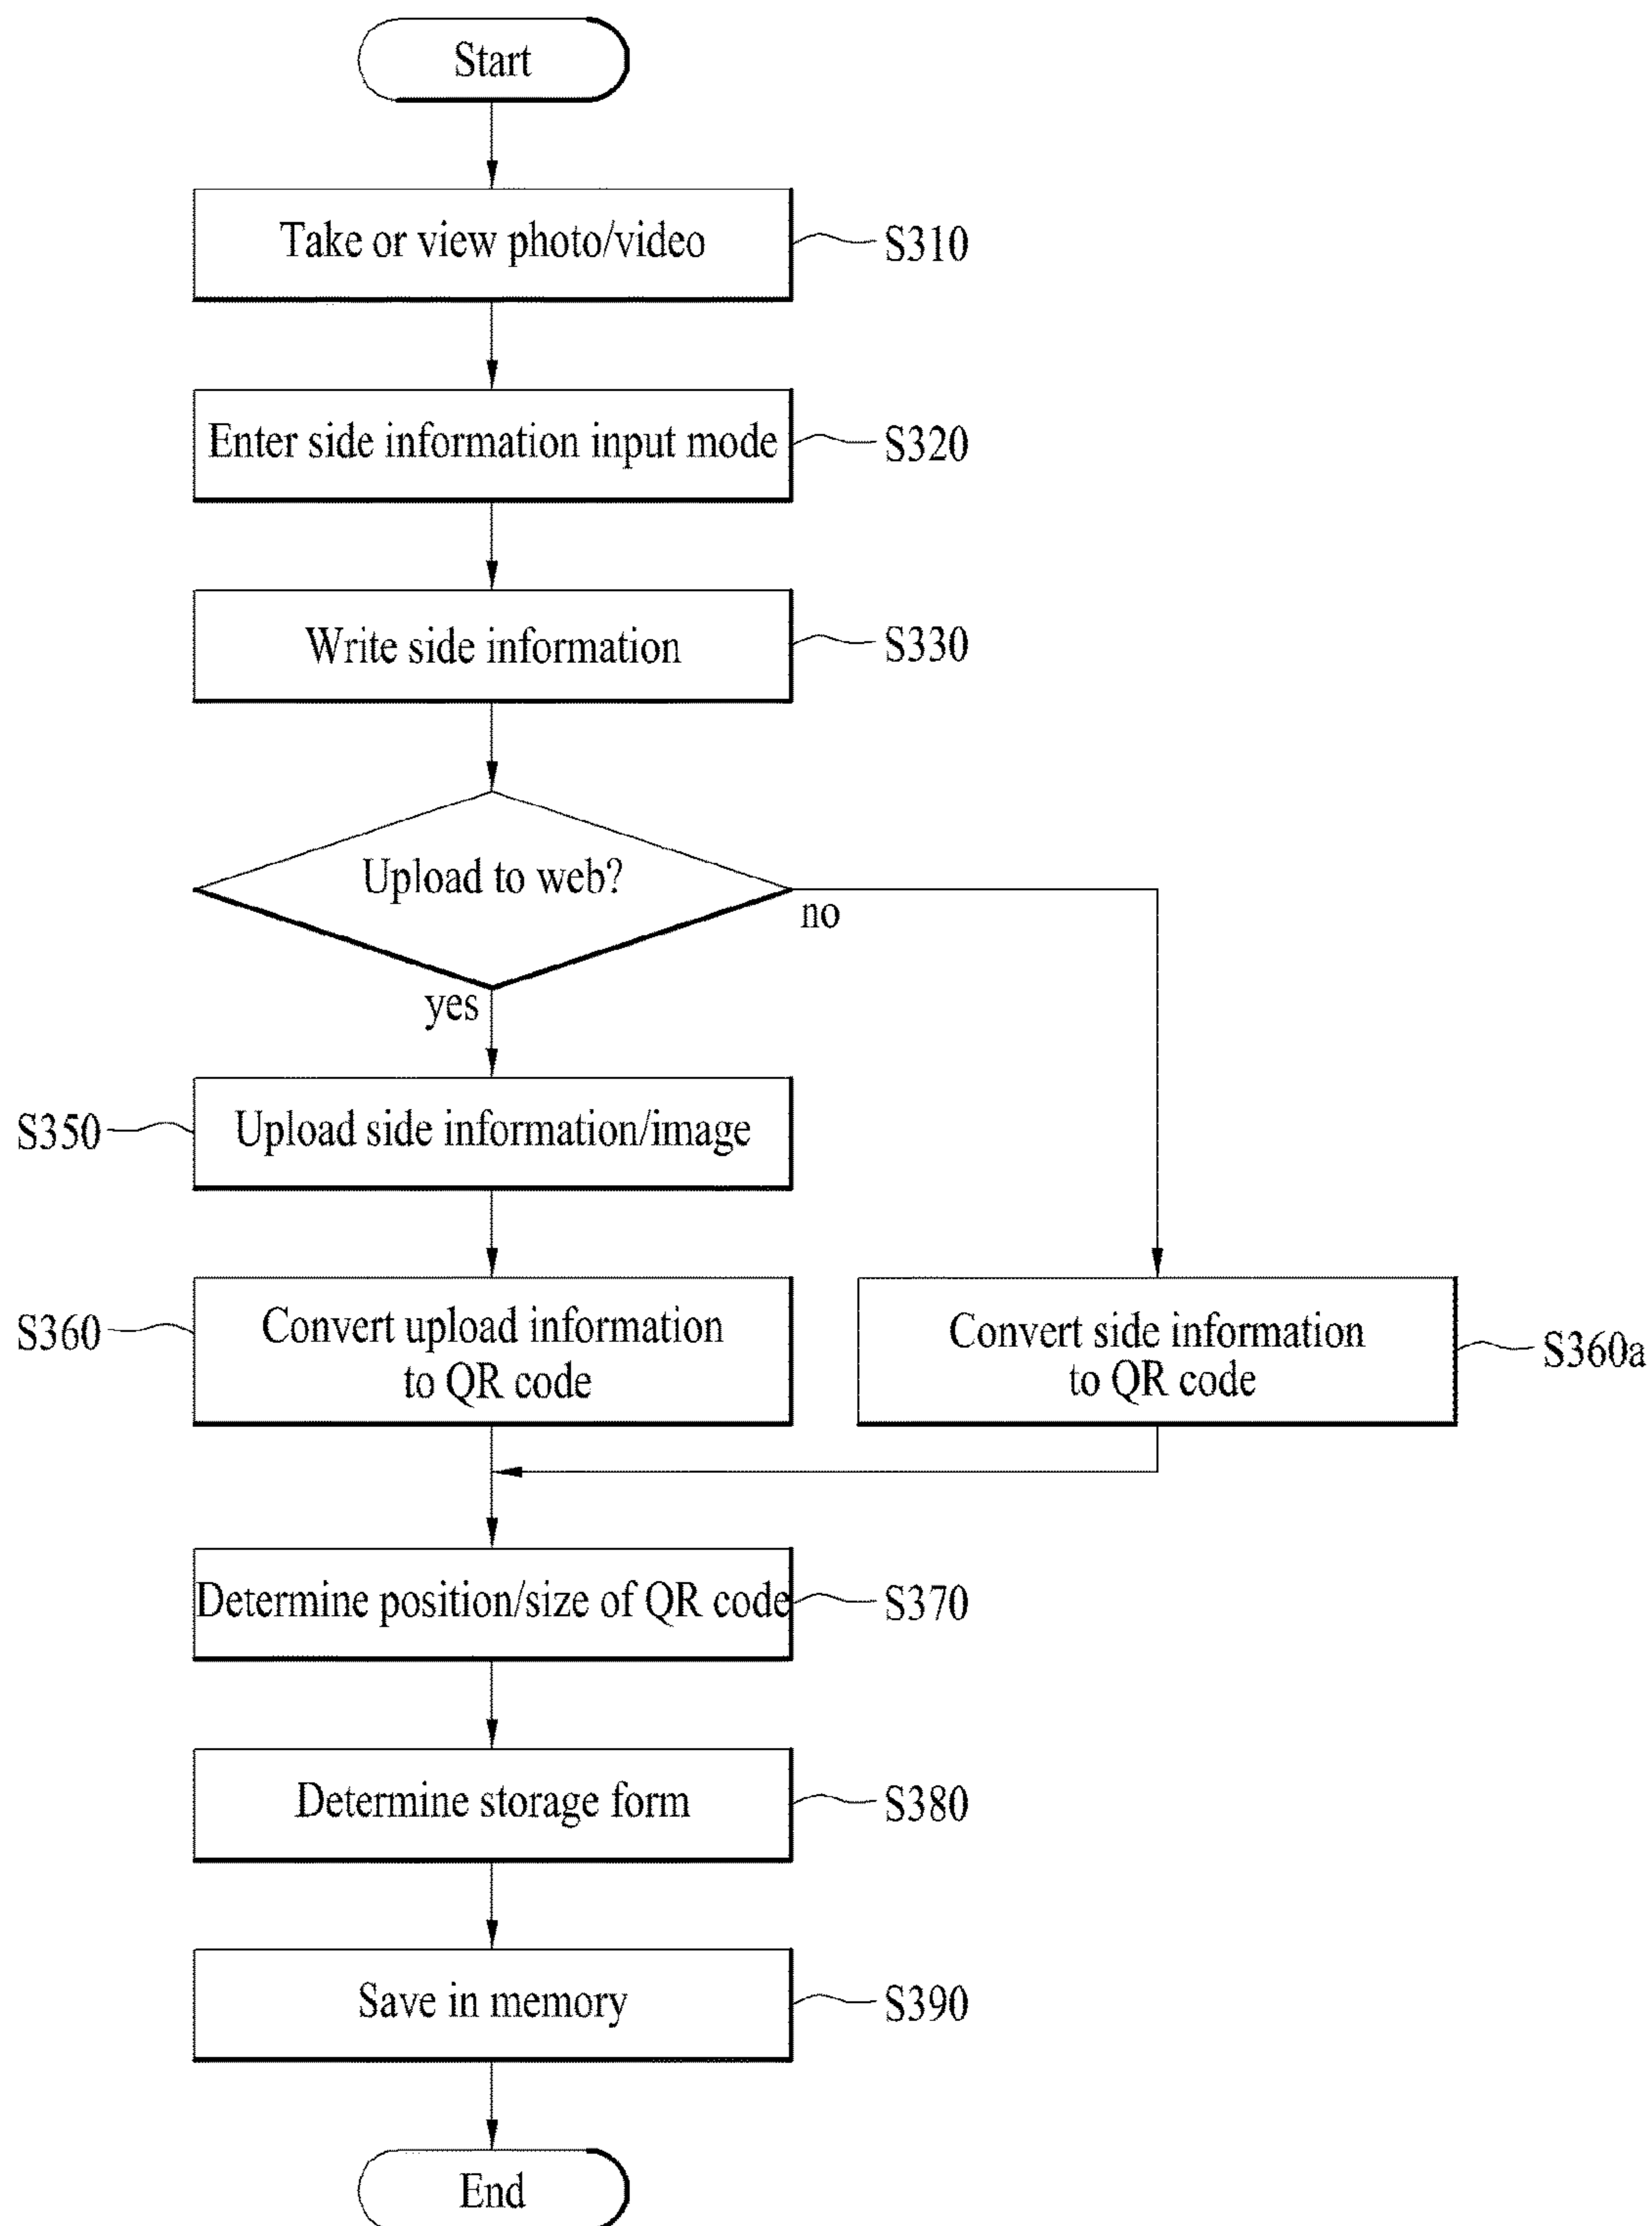 Start
Take or view photo/video
S310
Enter side information input mode
S320
Write side information
S330
Upload to web?
no
yes
S350
Upload side information/image
S360
Convert upload information
to QR code
Convert side information
to QR code
S360a
Determine position/size of QR code
S370
Determine storage form
S380
Save in memory
S390
End